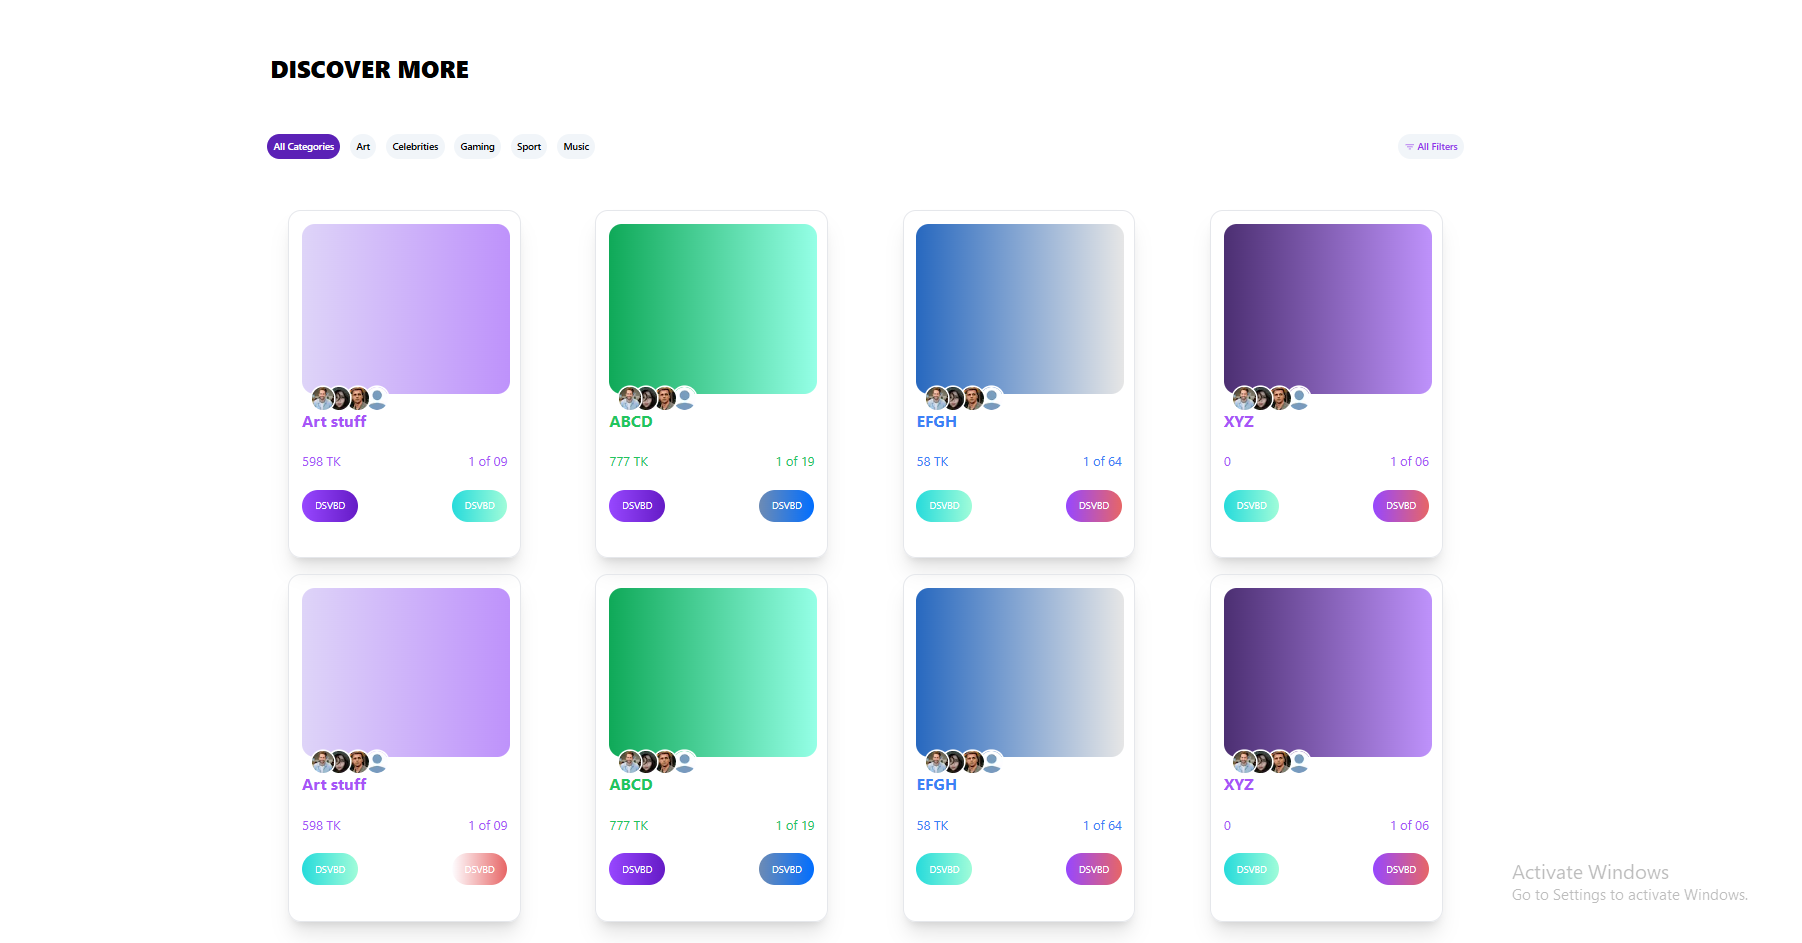 DISCOVER MORE
All Categories Art Celebrities Gaming Sport Music All Filters
Art stuff ABCD EFGH XYZ
598 TK 1 of 09 777 TK 1 of 19 58 TK 1 of 64 0 1 of 06
DSVBD DSVBD DSVBD DSVBD DSVBD DSVBD DSVBD DSVBD
Art stuff ABCD EFGH XYZ
598 TK 1 of 09 777 TK 1 of 19 58 TK 1 of 64 0 1 of 06
DSVBD DSVBD DSVBD DSVBD DSVBD DSVBD DSVBD DSVBD
Activate Windows
Go to Settings to activate Windows.